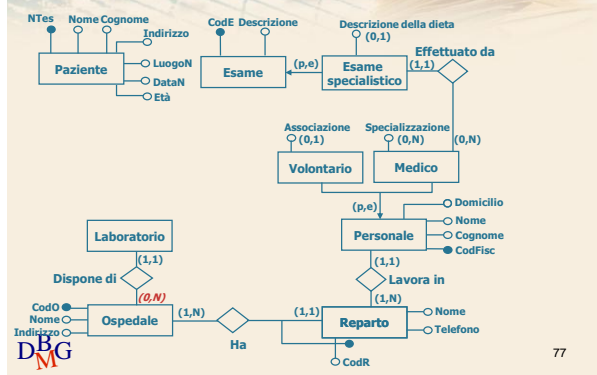 NTes Nome Cognome
Indirizzo
Paziente
LuogoN
DataN
Età
CodE Descrizione
Esame
(p,e)
Descrizione della dieta
(0,1)
Esame
specialistico
(1,1)
Effettuato da
(0,N)
Associazione
(0,1)
Volontario
Specializzazione
(0,N)
Medico
(p,e)
Personale
Domicilio
Nome
Cognome
CodFisc
(1,1)
Lavora in
(1,N)
Laboratorio
(1,1)
Dispone di
(0,N)
CodO
Nome
Indirizzo
Ospedale
(1,N)
Ha
(1,1)
Reparto
Nome
Telefono
CodR
DBMG
77